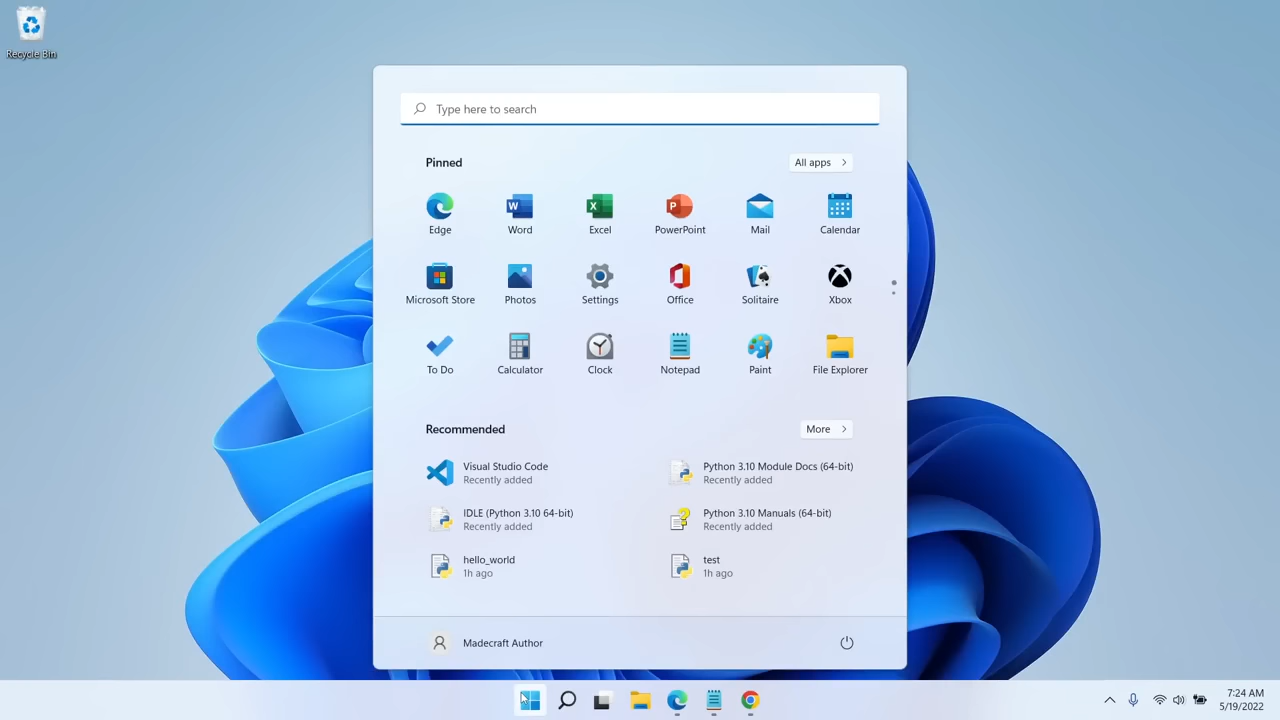 Recycle Bin
Type here to search
Pinned
All apps
Edge
Word
Excel
PowerPoint
Mail
Calendar
Microsoft Store
Photos
Settings
Office
Solitaire
Xbox
To Do
Calculator
Clock
Notepad
Paint
File Explorer
Recommended
More
Visual Studio Code
Recently added
Python 3.10 Module Docs (64-bit)
Recently added
IDLE (Python 3.10 64-bit)
Recently added
Python 3.10 Manuals (64-bit)
Recently added
hello_world
1h ago
test
1h ago
Madecraft Author
7:24 AM
5/19/2022